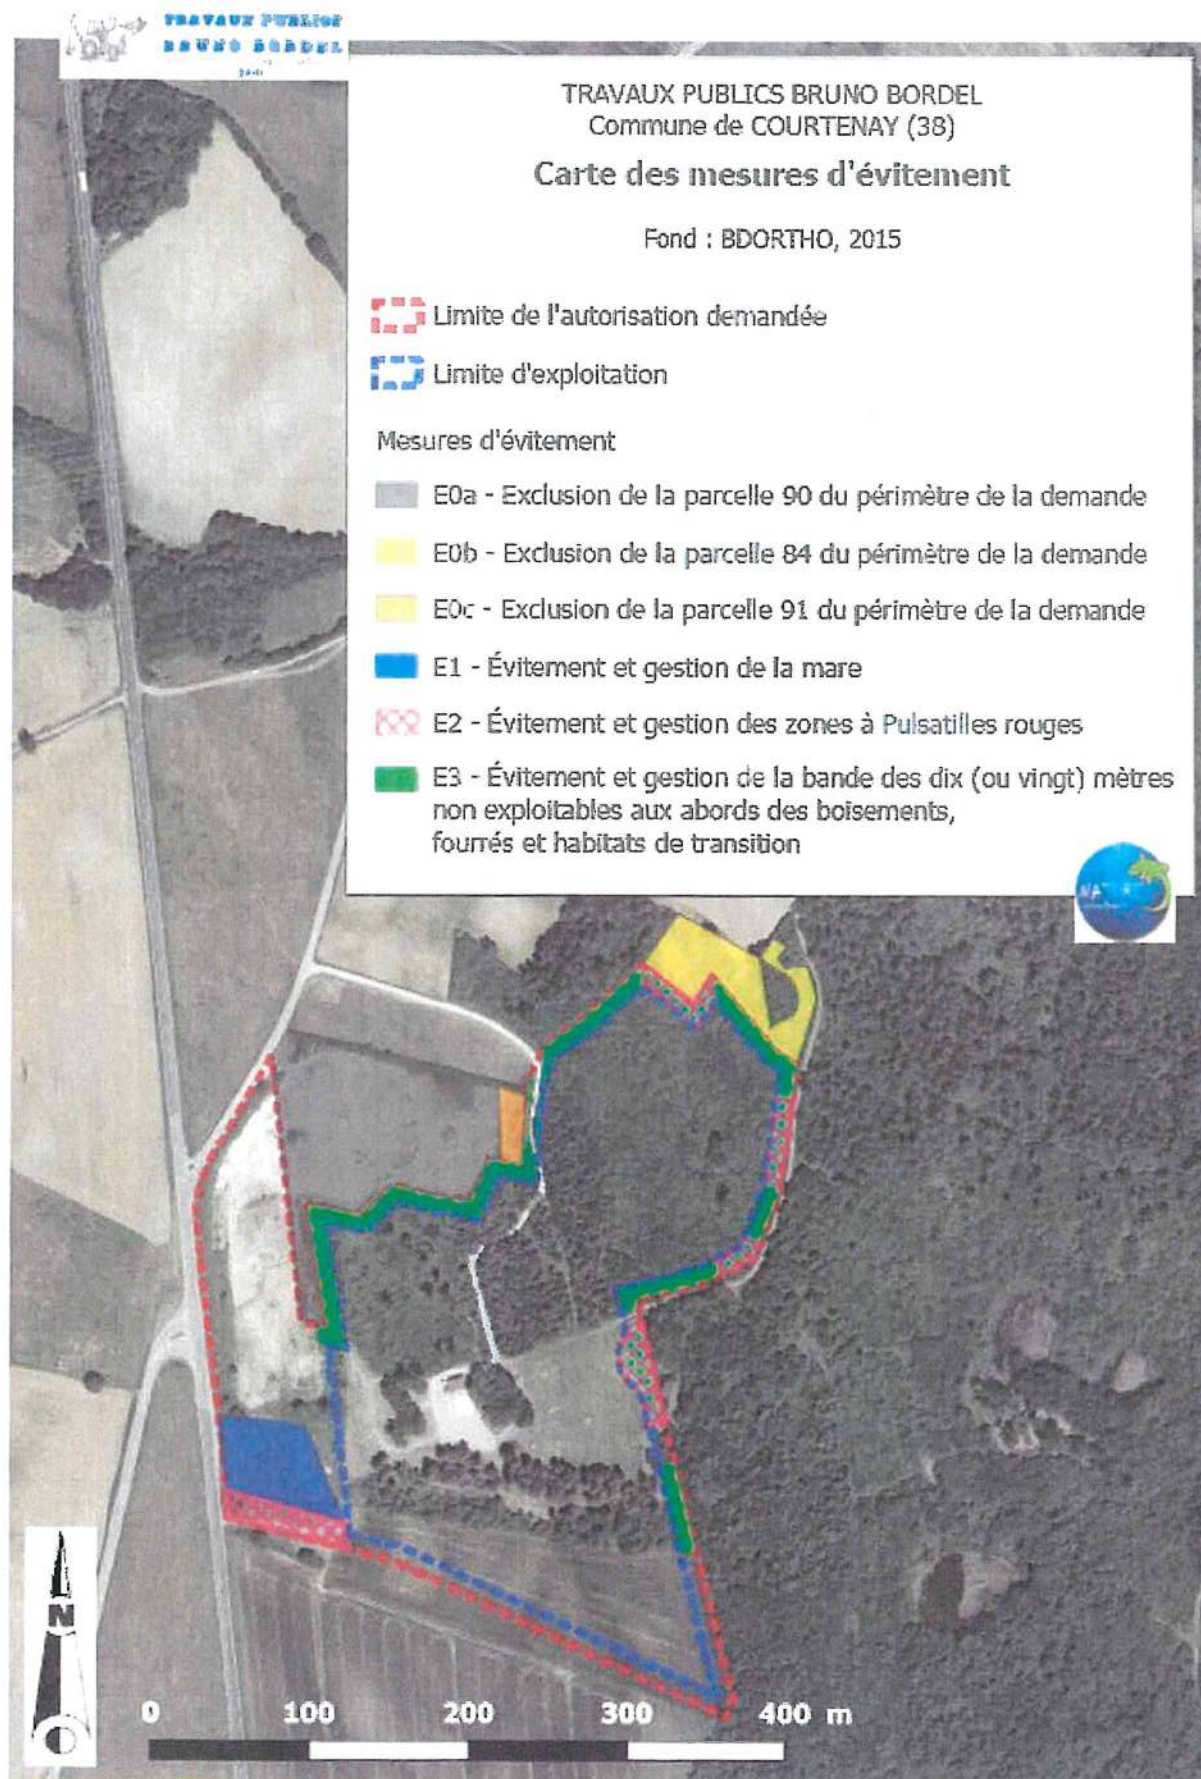 TRAVAUX PUBLICS
BRUNO BORDEL
TRAVAUX PUBLICS BRUNO BORDEL
Commune de COURTENAY (38)
Carte des mesures d'évitement
Fond : BDORTHO, 2015
Limite de l'autorisation demandée
Limite d'exploitation
Mesures d'évitement
E0a - Exclusion de la parcelle 90 du périmètre de la demande
E0b - Exclusion de la parcelle 84 du périmètre de la demande
E0c - Exclusion de la parcelle 91 du périmètre de la demande
E1 - Évitement et gestion de la mare
E2 - Évitement et gestion des zones à Pulsatilles rouges
E3 - Évitement et gestion de la bande des dix (ou vingt) mètres
non exploitables aux abords des boisements,
fourrés et habitats de transition
N
0 100 200 300 400 m